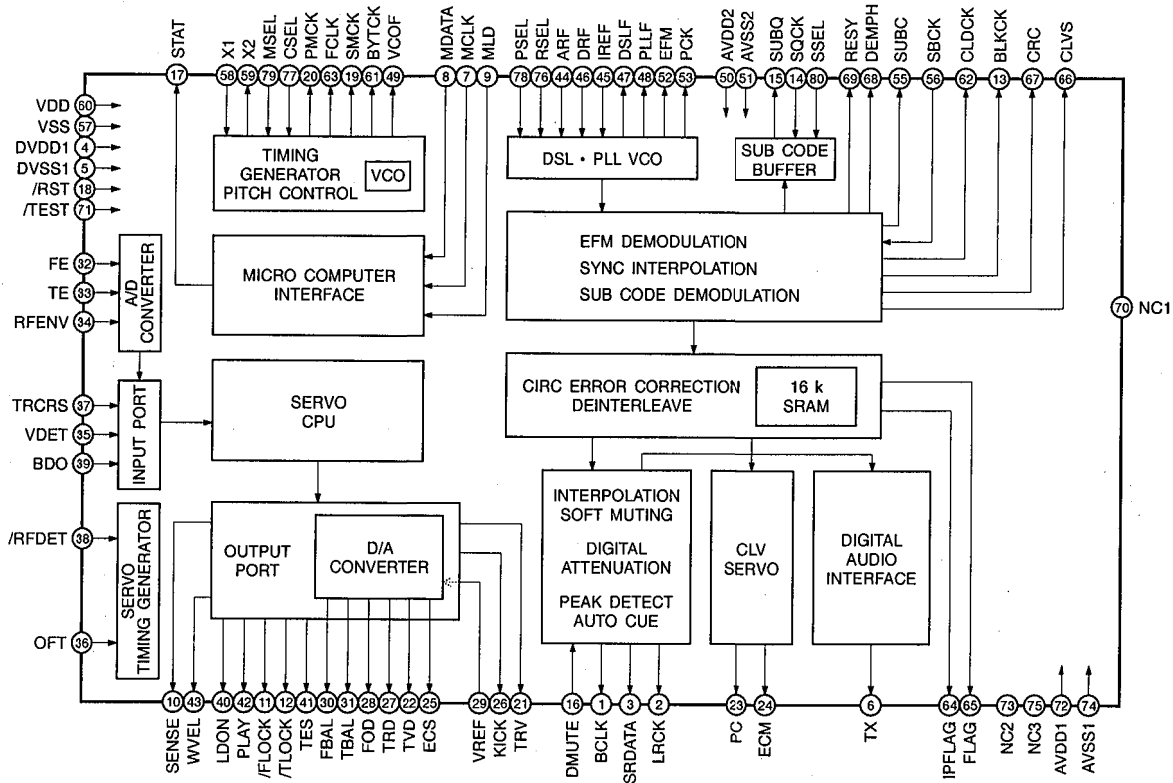 STAT
X1
X2
MSEL
CSEL
PMCK
FCLK
SMCK
BYTCK
VCOF
MDATA
MCLK
MLD
PSEL
RSEL
ARF
DRF
IREF
DSLF
PLLF
EFM
PCK
AVDD2
AVSS2
SUBQ
SQCK
SSEL
RESY
DEMPH
SUBC
SBCK
CLDCK
BLKCK
CRC
CLVS
17
58
59
79
77
20
63
19
61
49
8
7
9
78
76
44
46
45
47
48
52
53
50
51
15
14
80
69
68
55
56
62
13
67
66
VDD 60
VSS 57
DVDD1 4
DVSS1 5
/RST 18
/TEST 71
FE 32
TE 33
RFENV 34
TRCRS 37
VDET 35
BDO 39
/RFDET 38
OFT 36
TIMING
GENERATOR
PITCH CONTROL
VCO
DSL • PLL VCO
SUB CODE
BUFFER
A/D
CONVERTER
MICRO COMPUTER
INTERFACE
EFM DEMODULATION
SYNC INTERPOLATION
SUB CODE DEMODULATION
70 NC1
INPUT PORT
SERVO
CPU
CIRC ERROR CORRECTION
DEINTERLEAVE
16 k
SRAM
SERVO
TIMING GENERATOR
OUTPUT
PORT
D/A
CONVERTER
INTERPOLATION
SOFT MUTING
DIGITAL
ATTENUATION
PEAK DETECT
AUTO CUE
CLV
SERVO
DIGITAL
AUDIO
INTERFACE
10
43
40
42
11
12
41
30
31
28
27
22
25
29
26
21
16
1
3
2
23
24
6
64
65
73
75
72
74
SENSE
WVEL
LDON
PLAY
/FLOCK
/TLOCK
TES
FBAL
TBAL
FOD
TRD
TVD
ECS
VREF
KICK
TRV
DMUTE
BCLK
SRDATA
LRCK
PC
ECM
TX
IPFLAG
FLAG
NC2
NC3
AVDD1
AVSS1